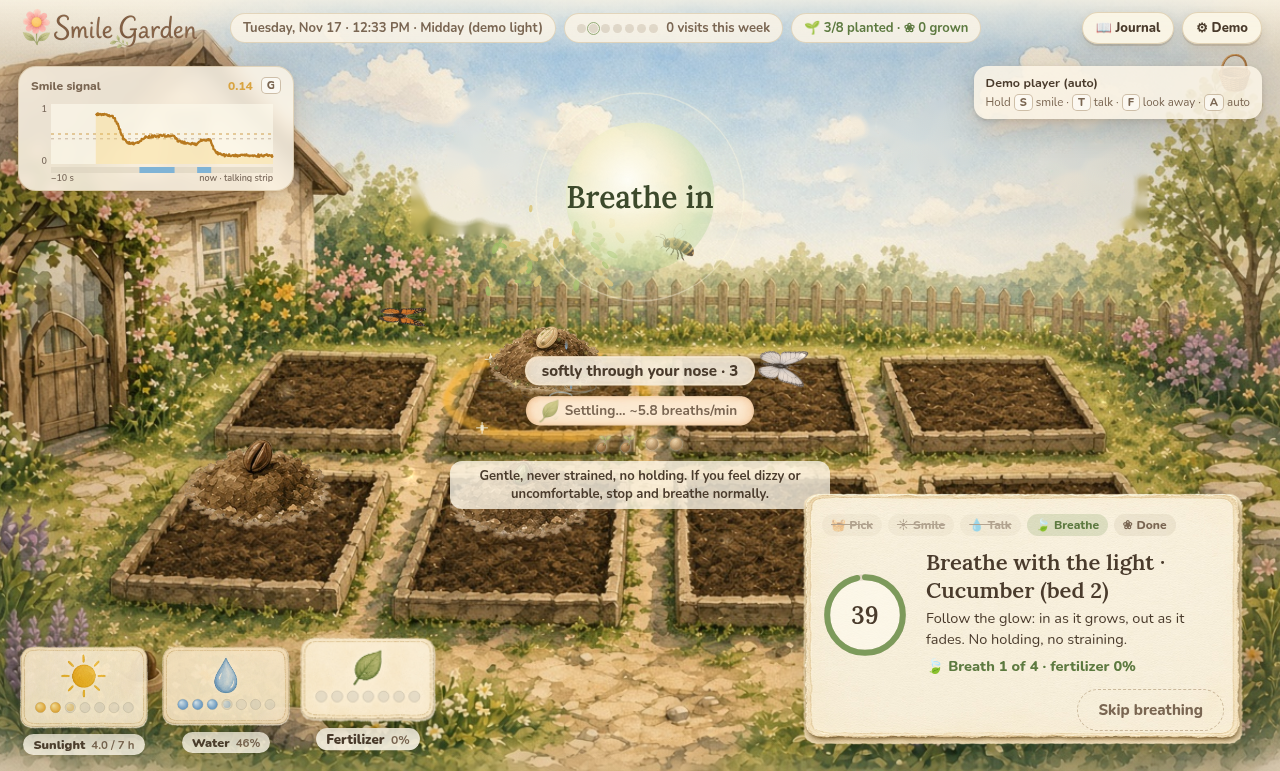 Smile Garden
Tuesday, Nov 17 · 12:33 PM · Midday (demo light)
0 visits this week
3/8 planted · ❀ 0 grown
Journal
Demo
Smile signal 0.14 G
1
0
−10 s now · talking strip
Demo player (auto)
Hold S smile · T talk · F look away · A auto
Breathe in
softly through your nose · 3
Settling... ~5.8 breaths/min
Gentle, never strained, no holding. If you feel dizzy or
uncomfortable, stop and breathe normally.
Pick Smile Talk Breathe Done
Breathe with the light ·
Cucumber (bed 2)
39
Follow the glow: in as it grows, out as it
fades. No holding, no straining.
Breath 1 of 4 · fertilizer 0%
Skip breathing
Sunlight 4.0 / 7 h
Water 46%
Fertilizer 0%